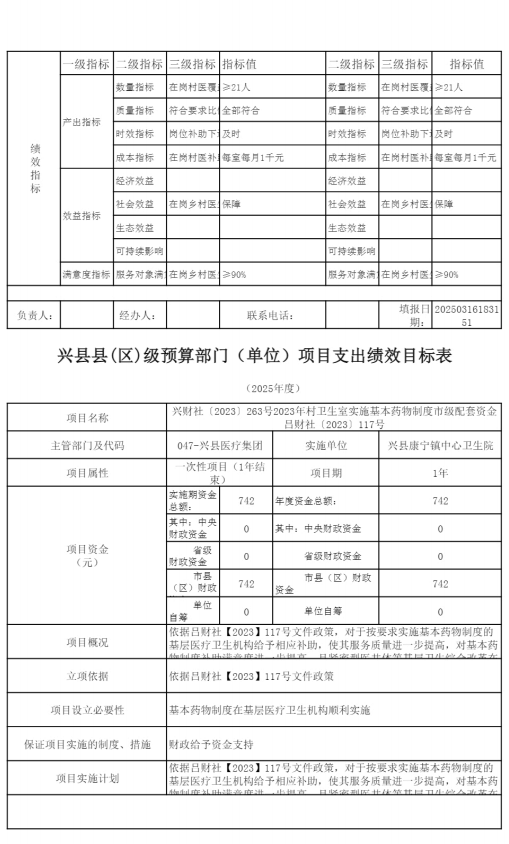 一级指标 二级指标 三级指标 指标值 二级指标 三级指标 指标值
绩效指标
产出指标
数量指标 在岗村医覆 ≥21人 数量指标 在岗村医覆 ≥21人
质量指标 符合要求比 全部符合 质量指标 符合要求比 全部符合
时效指标 岗位补助下 及时 时效指标 岗位补助下 及时
成本指标 在岗村医补 每室每月1千元 成本指标 在岗村医补 每室每月1千元
效益指标
经济效益 经济效益
社会效益 在岗乡村医 保障 社会效益 在岗乡村医 保障
生态效益 生态效益
可持续影响 可持续影响
满意度指标 服务对象满 在岗乡村医 ≥90% 服务对象满 在岗乡村医 ≥90%
负责人： 经办人： 联系电话： 填报日期： 20250316183151
兴县县(区)级预算部门（单位）项目支出绩效目标表
（2025年度）
项目名称 兴财社〔2023〕263号2023年村卫生室实施基本药物制度市级配套资金
吕财社〔2023〕117号
主管部门及代码 047-兴县医疗集团 实施单位 兴县康宁镇中心卫生院
项目属性 一次性项目（1年结束） 项目期 1年
项目资金
（元）
实施期资金总额： 742 年度资金总额： 742
其中：中央财政资金 0 其中：中央财政资金 0
省级财政资金 0 省级财政资金 0
市县（区）财政 742 市县（区）财政资金 742
单位自筹 0 单位自筹 0
项目概况 依据吕财社【2023】117号文件政策，对于按要求实施基本药物制度的
基层医疗卫生机构给予相应补助，使其服务质量进一步提高，对基本药
立项依据 依据吕财社【2023】117号文件政策
项目设立必要性 基本药物制度在基层医疗卫生机构顺利实施
保证项目实施的制度、措施 财政给予资金支持
项目实施计划 依据吕财社【2023】117号文件政策，对于按要求实施基本药物制度的
基层医疗卫生机构给予相应补助，使其服务质量进一步提高，对基本药